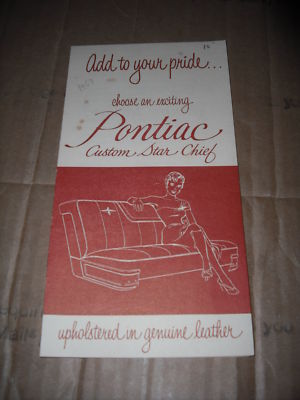 Add to your pride...
choose an exciting
Pontiac
Custom Star Chief
upholstered in genuine leather